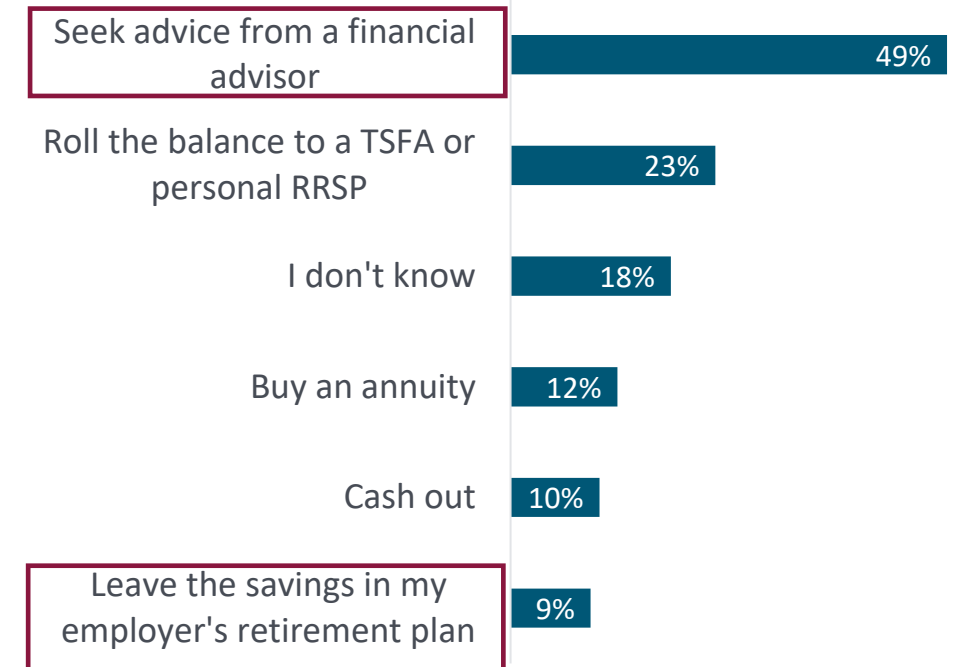 Seek advice from a financial
advisor
49%
Roll the balance to a TSFA or
personal RRSP
23%
I don't know
18%
Buy an annuity
12%
Cash out
10%
Leave the savings in my
employer's retirement plan
9%